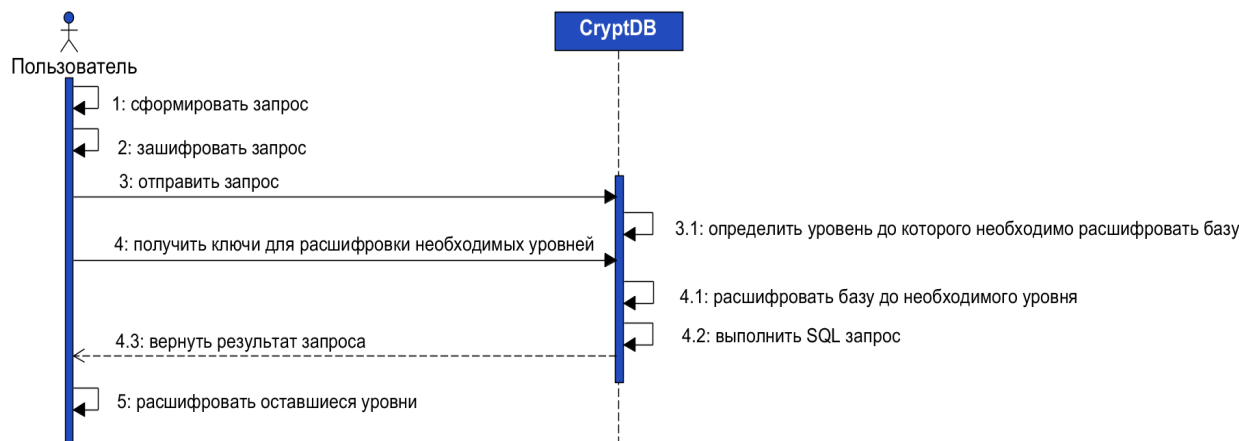 CryptDB
Пользователь
1: сформировать запрос
2: зашифровать запрос
3: отправить запрос
3.1: определить уровень до которого необходимо расшифровать базу
4: получить ключи для расшифровки необходимых уровней
4.1: расшифровать базу до необходимого уровня
4.2: выполнить SQL запрос
4.3: вернуть результат запроса
5: расшифровать оставшиеся уровни